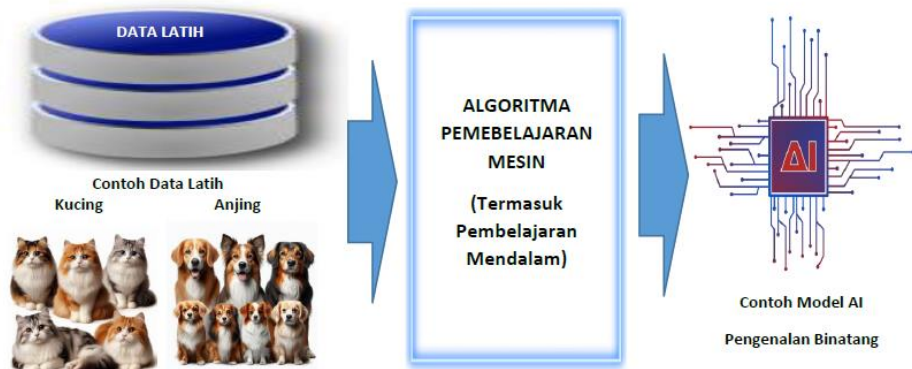 DATA LATIH
Contoh Data Latih
Kucing Anjing
ALGORITMA
PEMEBELAJARAN
MESIN
(Termasuk
Pembelajaran
Mendalam)
AI
Contoh Model AI
Pengenalan Binatang